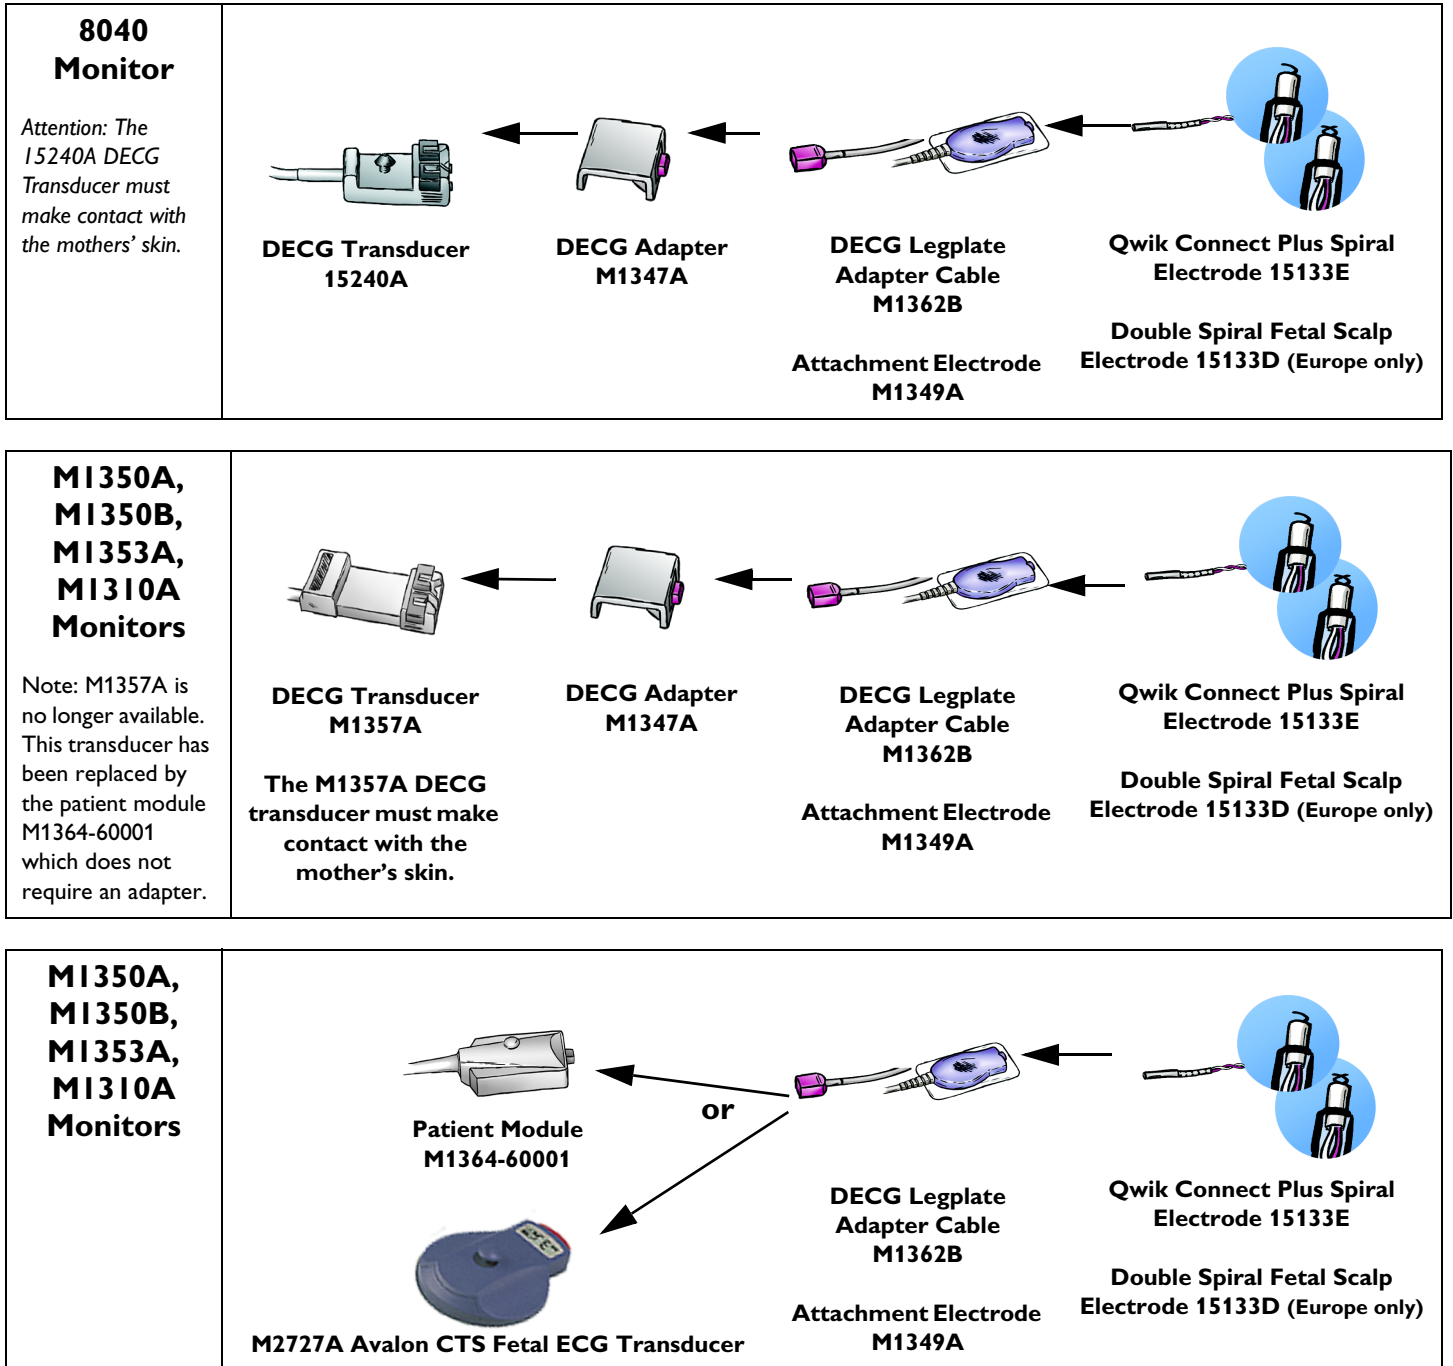 8040
Monitor
Attention: The
15240A DECG
Transducer must
make contact with
the mothers’ skin.
DECG Transducer
15240A
DECG Adapter
M1347A
DECG Legplate
Adapter Cable
M1362B
Attachment Electrode
M1349A
Qwik Connect Plus Spiral
Electrode 15133E
Double Spiral Fetal Scalp
Electrode 15133D (Europe only)
M1350A,
M1350B,
M1353A,
M1310A
Monitors
Note: M1357A is
no longer available.
This transducer has
been replaced by
the patient module
M1364-60001
which does not
require an adapter.
DECG Transducer
M1357A
The M1357A DECG
transducer must make
contact with the
mother’s skin.
DECG Adapter
M1347A
DECG Legplate
Adapter Cable
M1362B
Attachment Electrode
M1349A
Qwik Connect Plus Spiral
Electrode 15133E
Double Spiral Fetal Scalp
Electrode 15133D (Europe only)
M1350A,
M1350B,
M1353A,
M1310A
Monitors
Patient Module
M1364-60001
or
M2727A Avalon CTS Fetal ECG Transducer
DECG Legplate
Adapter Cable
M1362B
Attachment Electrode
M1349A
Qwik Connect Plus Spiral
Electrode 15133E
Double Spiral Fetal Scalp
Electrode 15133D (Europe only)